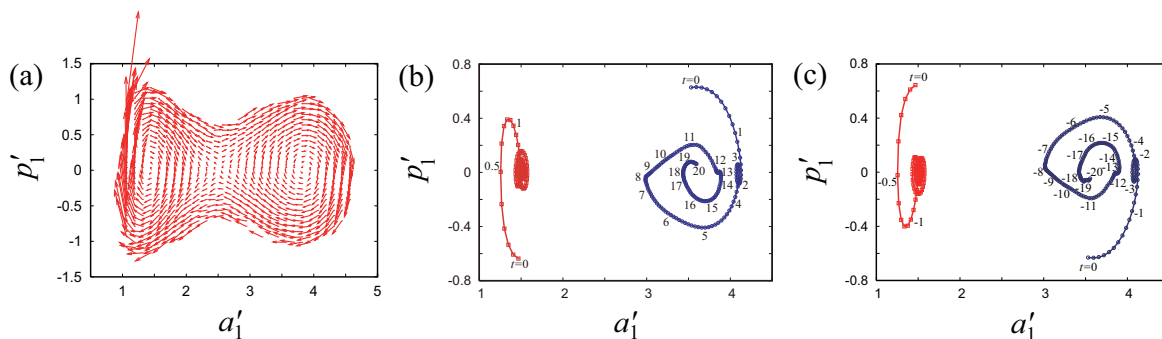 (a)
p′₁
1.5
1
0.5
0
-0.5
-1
-1.5
1 2 3 4 5
a′₁
(b)
p′₁
0.8
0.4
0
-0.4
-0.8
1 2 3 4
a′₁
t=0
1
0.5
t=0
t=0
1
11
10
19
12 3
9
18 20 13
8
17 14 2
7
16 15 4
6
5
(c)
p′₁
0.8
0.4
0
-0.4
-0.8
1 2 3 4
a′₁
t=0
-0.5
-1
-5
-6
-16 -15 -4
-7
-17 -14 -2
-13
-8
-18 -20
-9 -19 -12 -3
-10
-11 -1
t=0